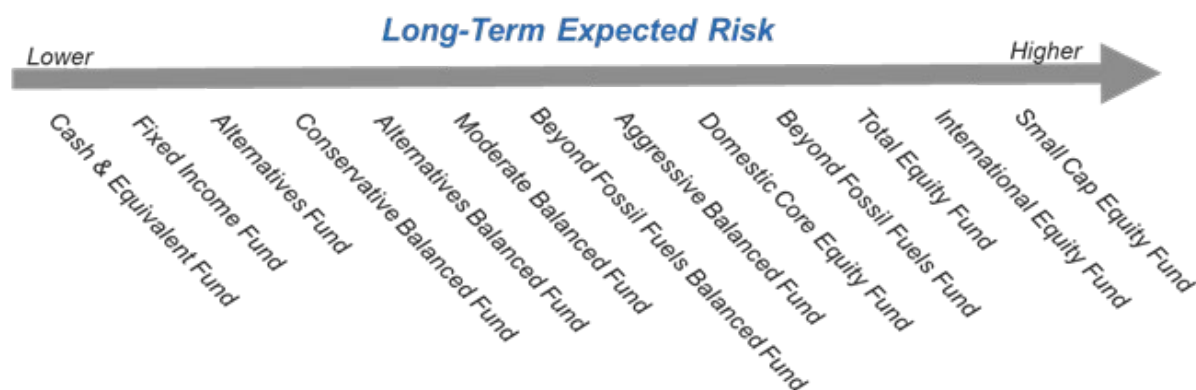 Long-Term Expected Risk
Lower
Higher
Cash & Equivalent Fund
Fixed Income Fund
Alternatives Fund
Conservative Balanced Fund
Alternatives Balanced Fund
Moderate Balanced Fund
Beyond Fossil Fuels Balanced Fund
Aggressive Balanced Fund
Domestic Core Equity Fund
Beyond Fossil Fuels Fund
Total Equity Fund
International Equity Fund
Small Cap Equity Fund